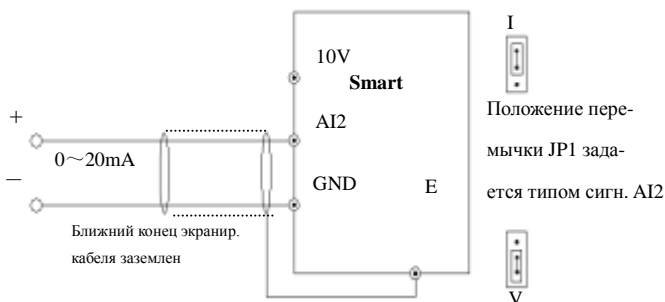 I
10V
Smart
Положение пере-
+
AI2
мычки JP1 зада-
0～20mA
—
GND
E
ется типом сигн. AI2
Ближний конец экранир.
кабеля заземлен
V